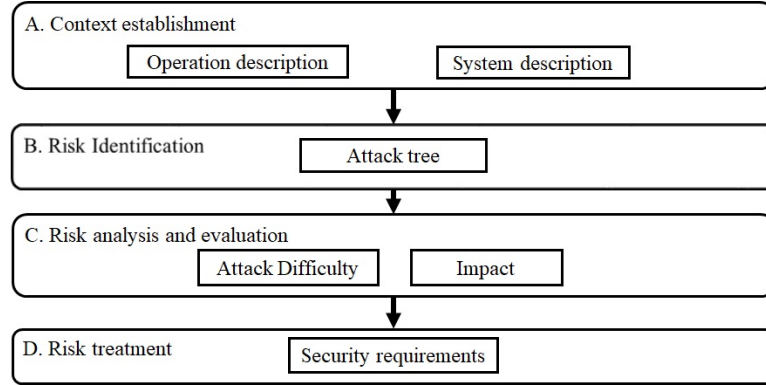 A. Context establishment
Operation description
System description
B. Risk Identification
Attack tree
C. Risk analysis and evaluation
Attack Difficulty
Impact
D. Risk treatment
Security requirements